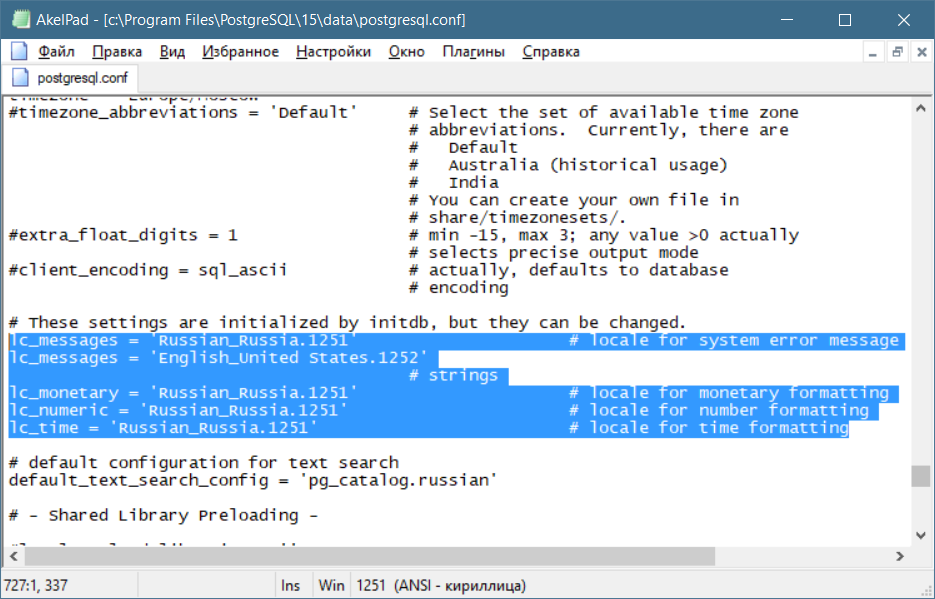 AkelPad - [c:\Program Files\PostgreSQL\15\data\postgresql.conf]
Файл Правка Вид Избранное Настройки Окно Плагины Справка
postgresql.conf
#timezone_abbreviations = 'Default' # Select the set of available time zone
# abbreviations. Currently, there are
# Default
# Australia (historical usage)
# India
# You can create your own file in
# share/timezonesets/.
#extra_float_digits = 1 # min -15, max 3; any value >0 actually
# selects precise output mode
#client_encoding = sql_ascii # actually, defaults to database
# encoding
# These settings are initialized by initdb, but they can be changed.
lc_messages = 'Russian_Russia.1251' # locale for system error message
lc_messages = 'English_United States.1252'
# strings
lc_monetary = 'Russian_Russia.1251' # locale for monetary formatting
lc_numeric = 'Russian_Russia.1251' # locale for number formatting
lc_time = 'Russian_Russia.1251' # locale for time formatting
# default configuration for text search
default_text_search_config = 'pg_catalog.russian'
# - Shared Library Preloading -
727:1, 337 Ins Win 1251 (ANSI - кириллица)